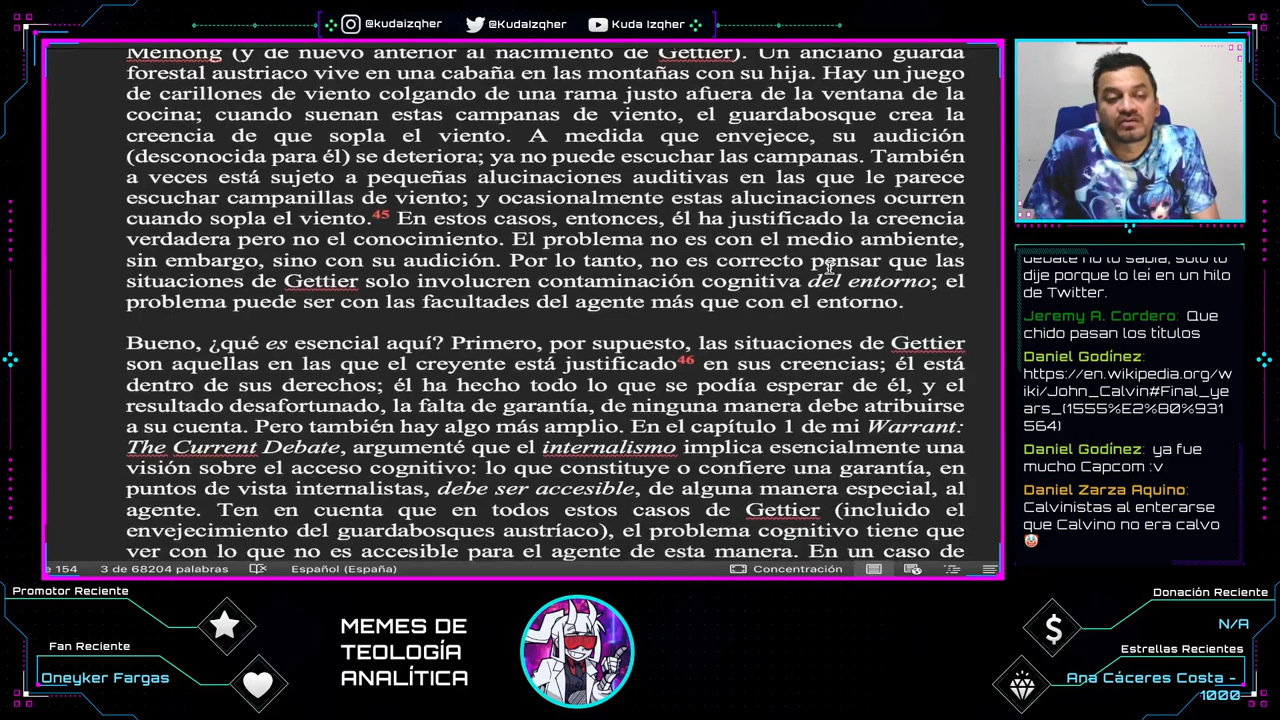 @kudaizqher
@KudaIzqher
Kuda Izqher
Meinong (y de nuevo anterior al nacimiento de Gettier). Un anciano guarda
forestal austriaco vive en una cabaña en las montañas con su hija. Hay un juego
de carillones de viento colgando de una rama justo afuera de la ventana de la
cocina; cuando suenan estas campanas de viento, el guardabosque crea la
creencia de que sopla el viento. A medida que envejece, su audición
(desconocida para él) se deteriora; ya no puede escuchar las campanas. También
a veces está sujeto a pequeñas alucinaciones auditivas en las que le parece
escuchar campanillas de viento; y ocasionalmente estas alucinaciones ocurren
cuando sopla el viento.45 En estos casos, entonces, él ha justificado la creencia
verdadera pero no el conocimiento. El problema no es con el medio ambiente,
sin embargo, sino con su audición. Por lo tanto, no es correcto pensar que las
situaciones de Gettier solo involucren contaminación cognitiva del entorno; el
problema puede ser con las facultades del agente más que con el entorno.
Bueno, ¿qué es esencial aquí? Primero, por supuesto, las situaciones de Gettier
son aquellas en las que el creyente está justificado46 en sus creencias; él está
dentro de sus derechos; él ha hecho todo lo que se podía esperar de él, y el
resultado desafortunado, la falta de garantía, de ninguna manera debe atribuirse
a su cuenta. Pero también hay algo más amplio. En el capítulo 1 de mi Warrant:
The Current Debate, argumenté que el internalismo implica esencialmente una
visión sobre el acceso cognitivo: lo que constituye o confiere una garantía, en
puntos de vista internalistas, debe ser accesible, de alguna manera especial, al
agente. Ten en cuita que en todos estos casos de Gettier (incluido el
envejecimiento del guardabosques austríaco), el problema cognitivo tiene que
ver con lo que no es accesible para el agente de esta manera. En un caso de
e 154
3 de 68204 palabras
Español (España)
Concentración
debate no lo sabía, solo lo
dije porque lo leí en un hilo
de Twitter.
Jeremy A. Cordero: Que
chido pasan los títulos
Daniel Godínez:
https://en.wikipedia.org/w
iki/John_Calvin#Final_ye
ars_(1555%E2%80%931
564)
Daniel Godínez: ya fue
mucho Capcom :v
Daniel Zarza Aquino:
Calvinistas al enterarse
que Calvino no era calvo
Promotor Reciente
Fan Reciente
Oneyker Fargas
MEMES DE
TEOLOGÍA
ANALÍTICA
Donación Reciente
N/A
Estrellas Recientes
Ana Cáceres Costa -
1000